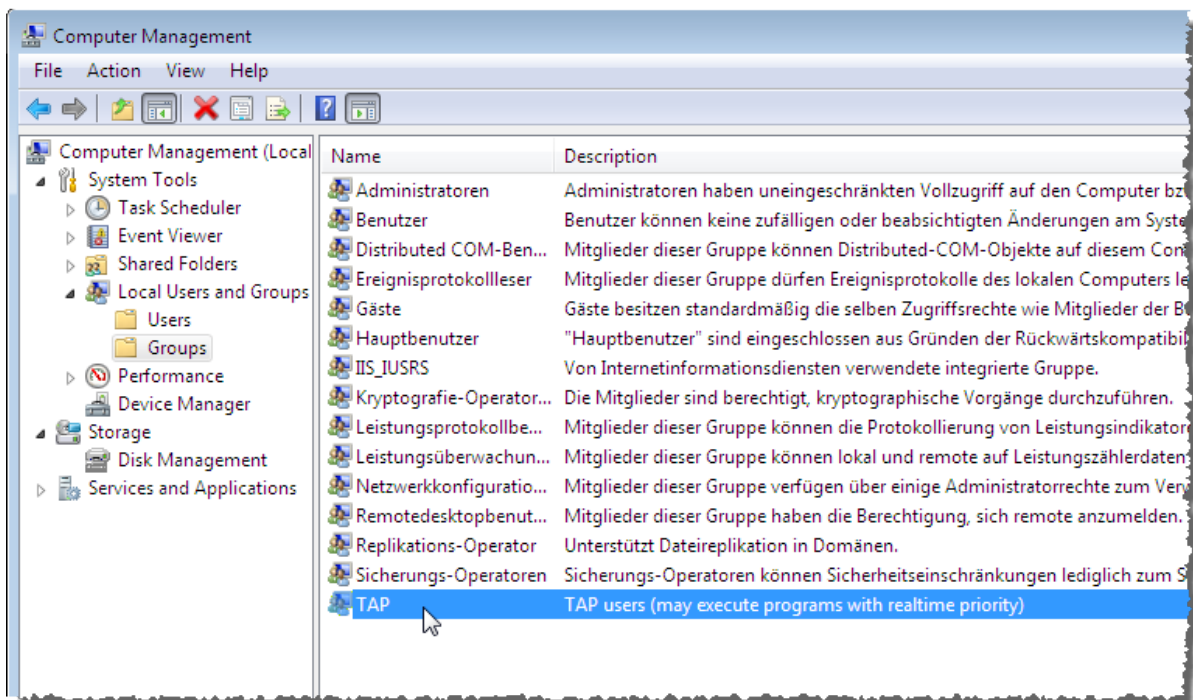 Computer Management
File Action View Help
Computer Management (Local
System Tools
Task Scheduler
Event Viewer
Shared Folders
Local Users and Groups
Users
Groups
Performance
Device Manager
Storage
Disk Management
Services and Applications
Name Description
Administratoren Administratoren haben uneingeschränkten Vollzugriff auf den Computer bz
Benutzer Benutzer können keine zufälligen oder beabsichtigten Änderungen am Syste
Distributed COM-Ben... Mitglieder dieser Gruppe können Distributed-COM-Objekte auf diesem Com
Ereignisprotokollleser Mitglieder dieser Gruppe dürfen Ereignisprotokolle des lokalen Computers le
Gäste Gäste besitzen standardmäßig die selben Zugriffsrechte wie Mitglieder der B
Hauptbenutzer "Hauptbenutzer" sind eingeschlossen aus Gründen der Rückwärtskompatibil
IIS_IUSRS Von Internetinformationsdiensten verwendete integrierte Gruppe.
Kryptografie-Operator... Die Mitglieder sind berechtigt, kryptographische Vorgänge durchzuführen.
Leistungsprotokollbe... Mitglieder dieser Gruppe können die Protokollierung von Leistungsindikator
Leistungsüberwachun... Mitglieder dieser Gruppe können lokal und remote auf Leistungszählerdaten
Netzwerkkonfiguratio... Mitglieder dieser Gruppe verfügen über einige Administratorrechte zum Verw
Remotedesktopbenut... Mitglieder dieser Gruppe haben die Berechtigung, sich remote anzumelden.
Replikations-Operator Unterstützt Dateireplikation in Domänen.
Sicherungs-Operatoren Sicherungs-Operatoren können Sicherheitseinschränkungen lediglich zum S
TAP TAP users (may execute programs with realtime priority)